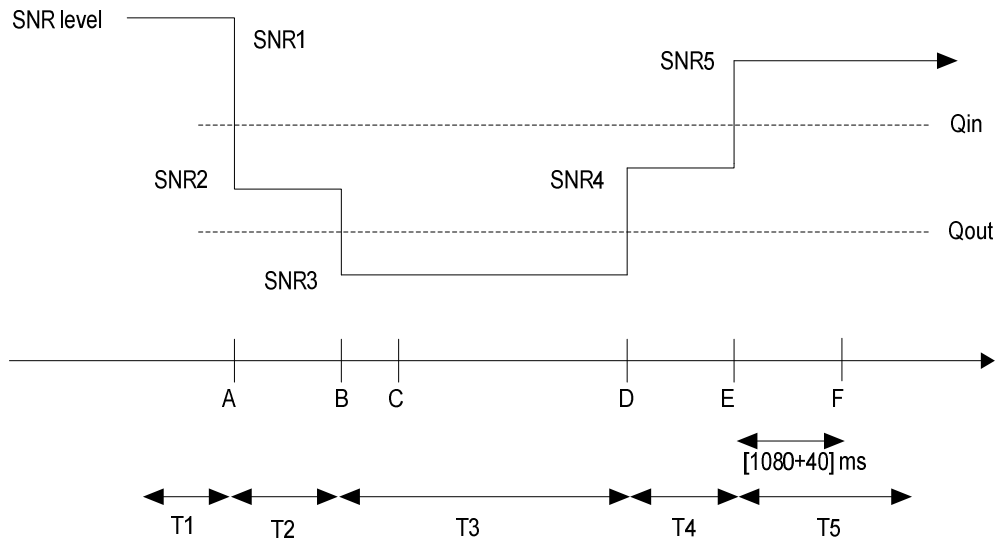 SNR level
SNR1
SNR5
Qin
SNR2
SNR4
Qout
SNR3
A
B
C
D
E
F
[1080+40] ms
T1
T2
T3
T4
T5